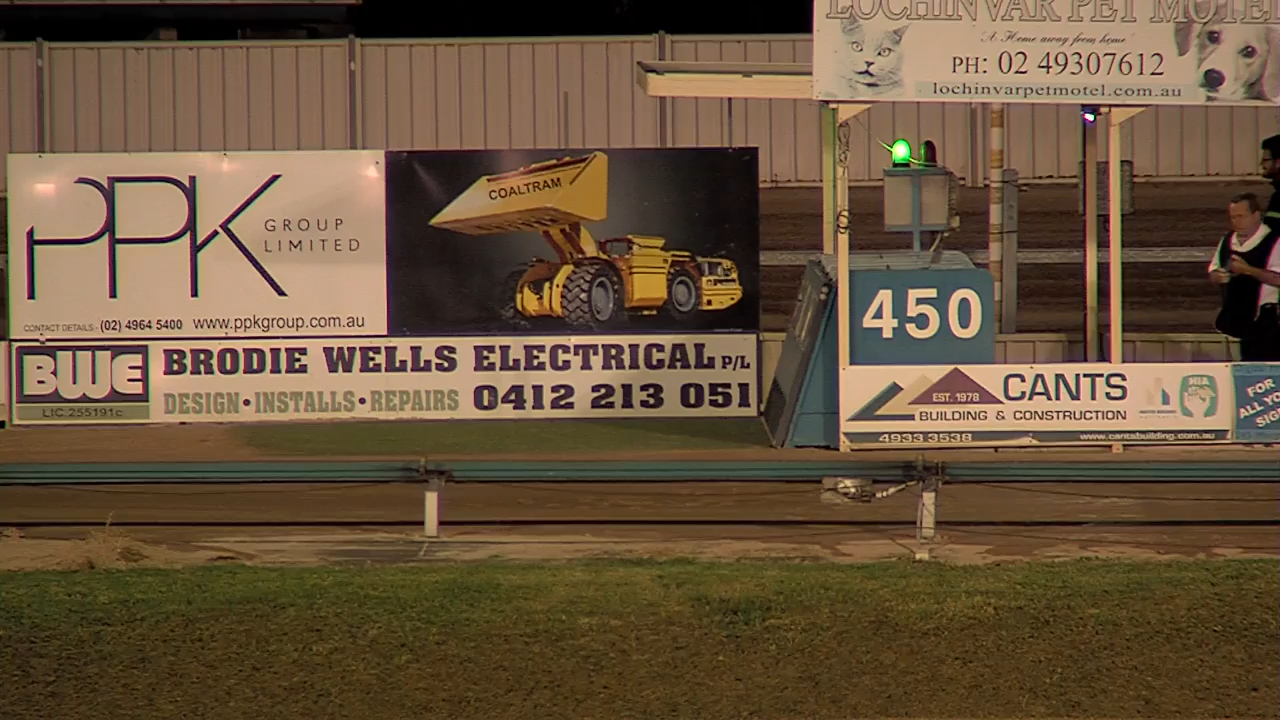 LOCHINVAR PET MOTEL
'A Home away from home'
PH: 02 49307612
lochinvarpetmotel.com.au
PPK
GROUP
LIMITED
CONTACT DETAILS:- (02) 4964 5400 www.ppkgroup.com.au
COALTRAM
BWE
LIC.255191c
BRODIE WELLS ELECTRICAL P/L
DESIGN•INSTALLS•REPAIRS 0412 213 051
450
EST. 1978
CANTS
BUILDING & CONSTRUCTION
HIA
4933 3538
www.cantsbuilding.com.au
FOR
ALL YO
SIG